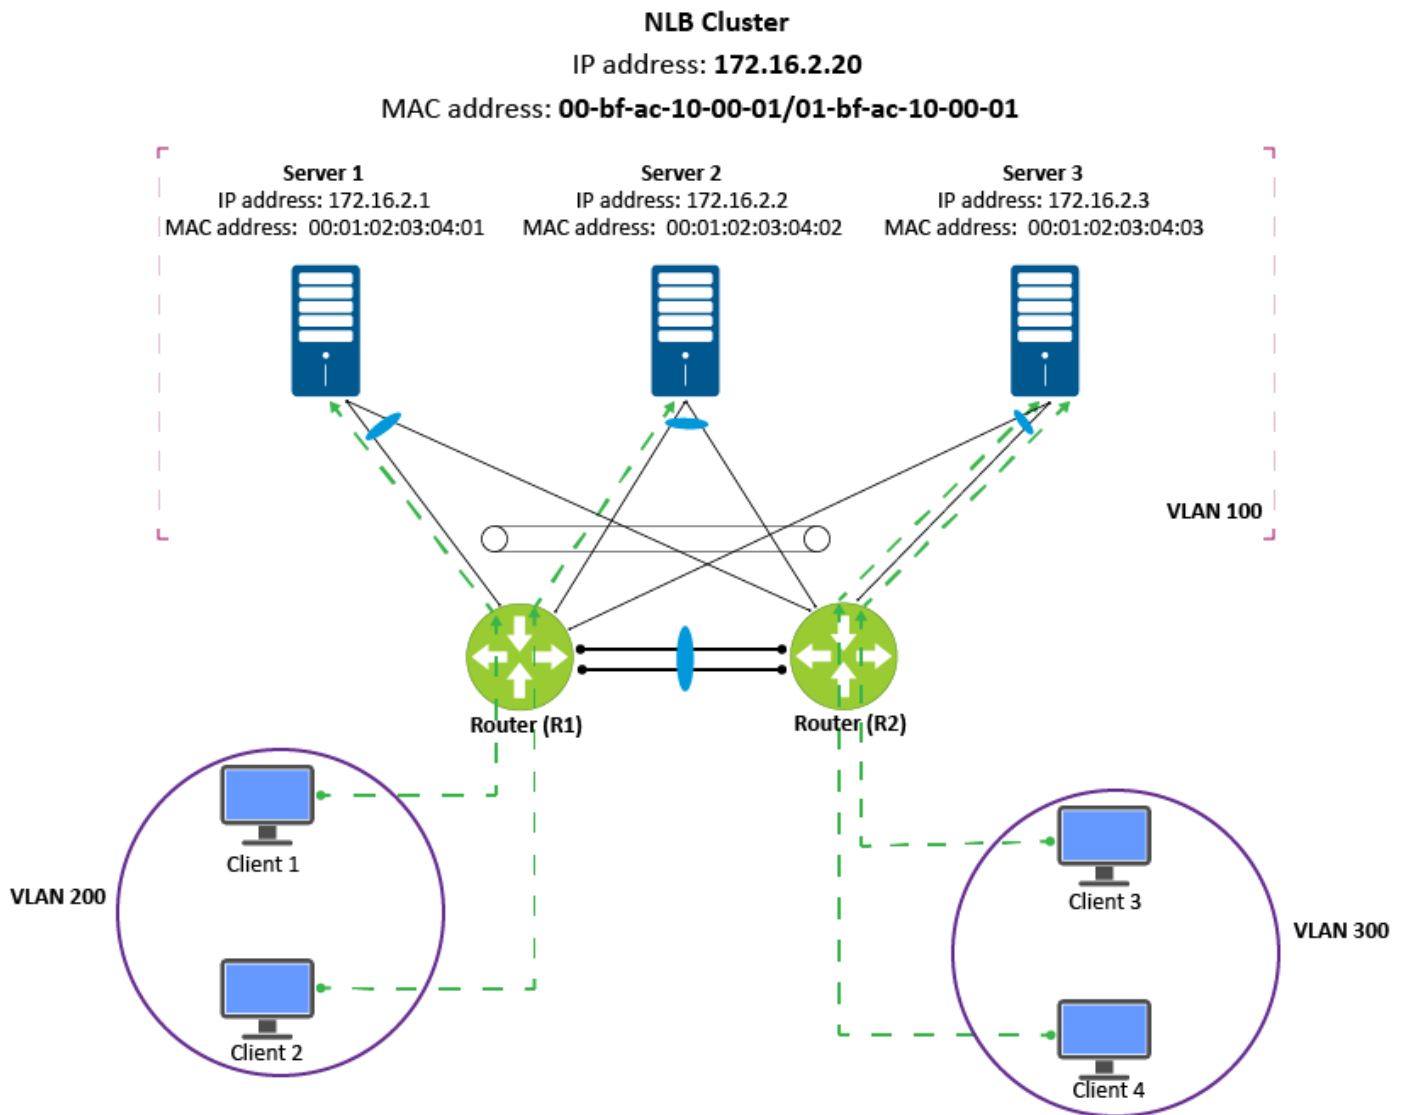 NLB Cluster
IP address: 172.16.2.20
MAC address: 00-bf-ac-10-00-01/01-bf-ac-10-00-01
Server 1
IP address: 172.16.2.1
MAC address:  00:01:02:03:04:01
Server 2
IP address: 172.16.2.2
MAC address:  00:01:02:03:04:02
Server 3
IP address: 172.16.2.3
MAC address:  00:01:02:03:04:03
VLAN 100
Router (R1)
Router (R2)
Client 1
VLAN 200
Client 2
Client 3
VLAN 300
Client 4